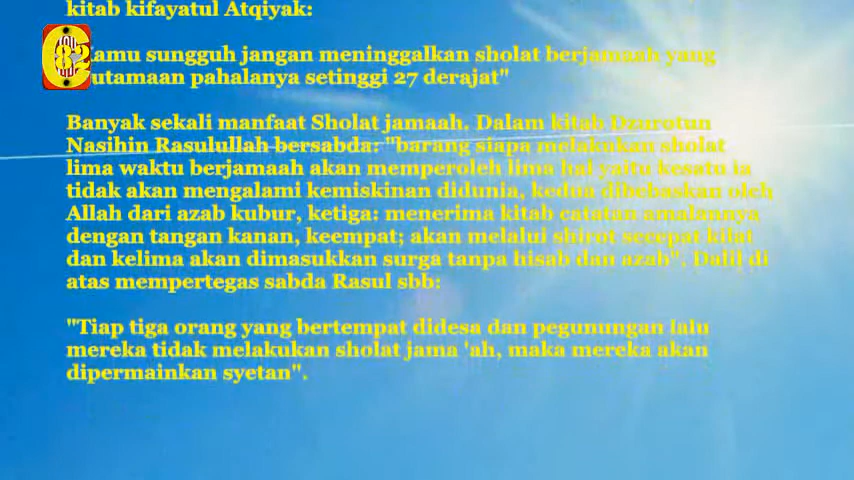 kitab kifayatul Atqiyak:
amu sungguh jangan meninggalkan sholat berjamaah yang
utamaan pahalanya setinggi 27 derajat"
Banyak sekali manfaat Sholat jamaah. Dalam kitab Dzurotun
Nasihin Rasulullah bersabda: "barang siapa melakukan sholat
lima waktu berjamaah akan memperoleh lima hal yaitu kesatu ia
tidak akan mengalami kemiskinan didunia, kedua dibebaskan oleh
Allah dari azab kubur, ketiga: menerima kitab catatan amalannya
dengan tangan kanan, keempat; akan melalui shirot secepat kilat
dan kelima akan dimasukkan surga tanpa hisab dan azab". Dalil di
atas mempertegas sabda Rasul sbb:
"Tiap tiga orang yang bertempat didesa dan pegunungan lalu
mereka tidak melakukan sholat jama 'ah, maka mereka akan
dipermainkan syetan".